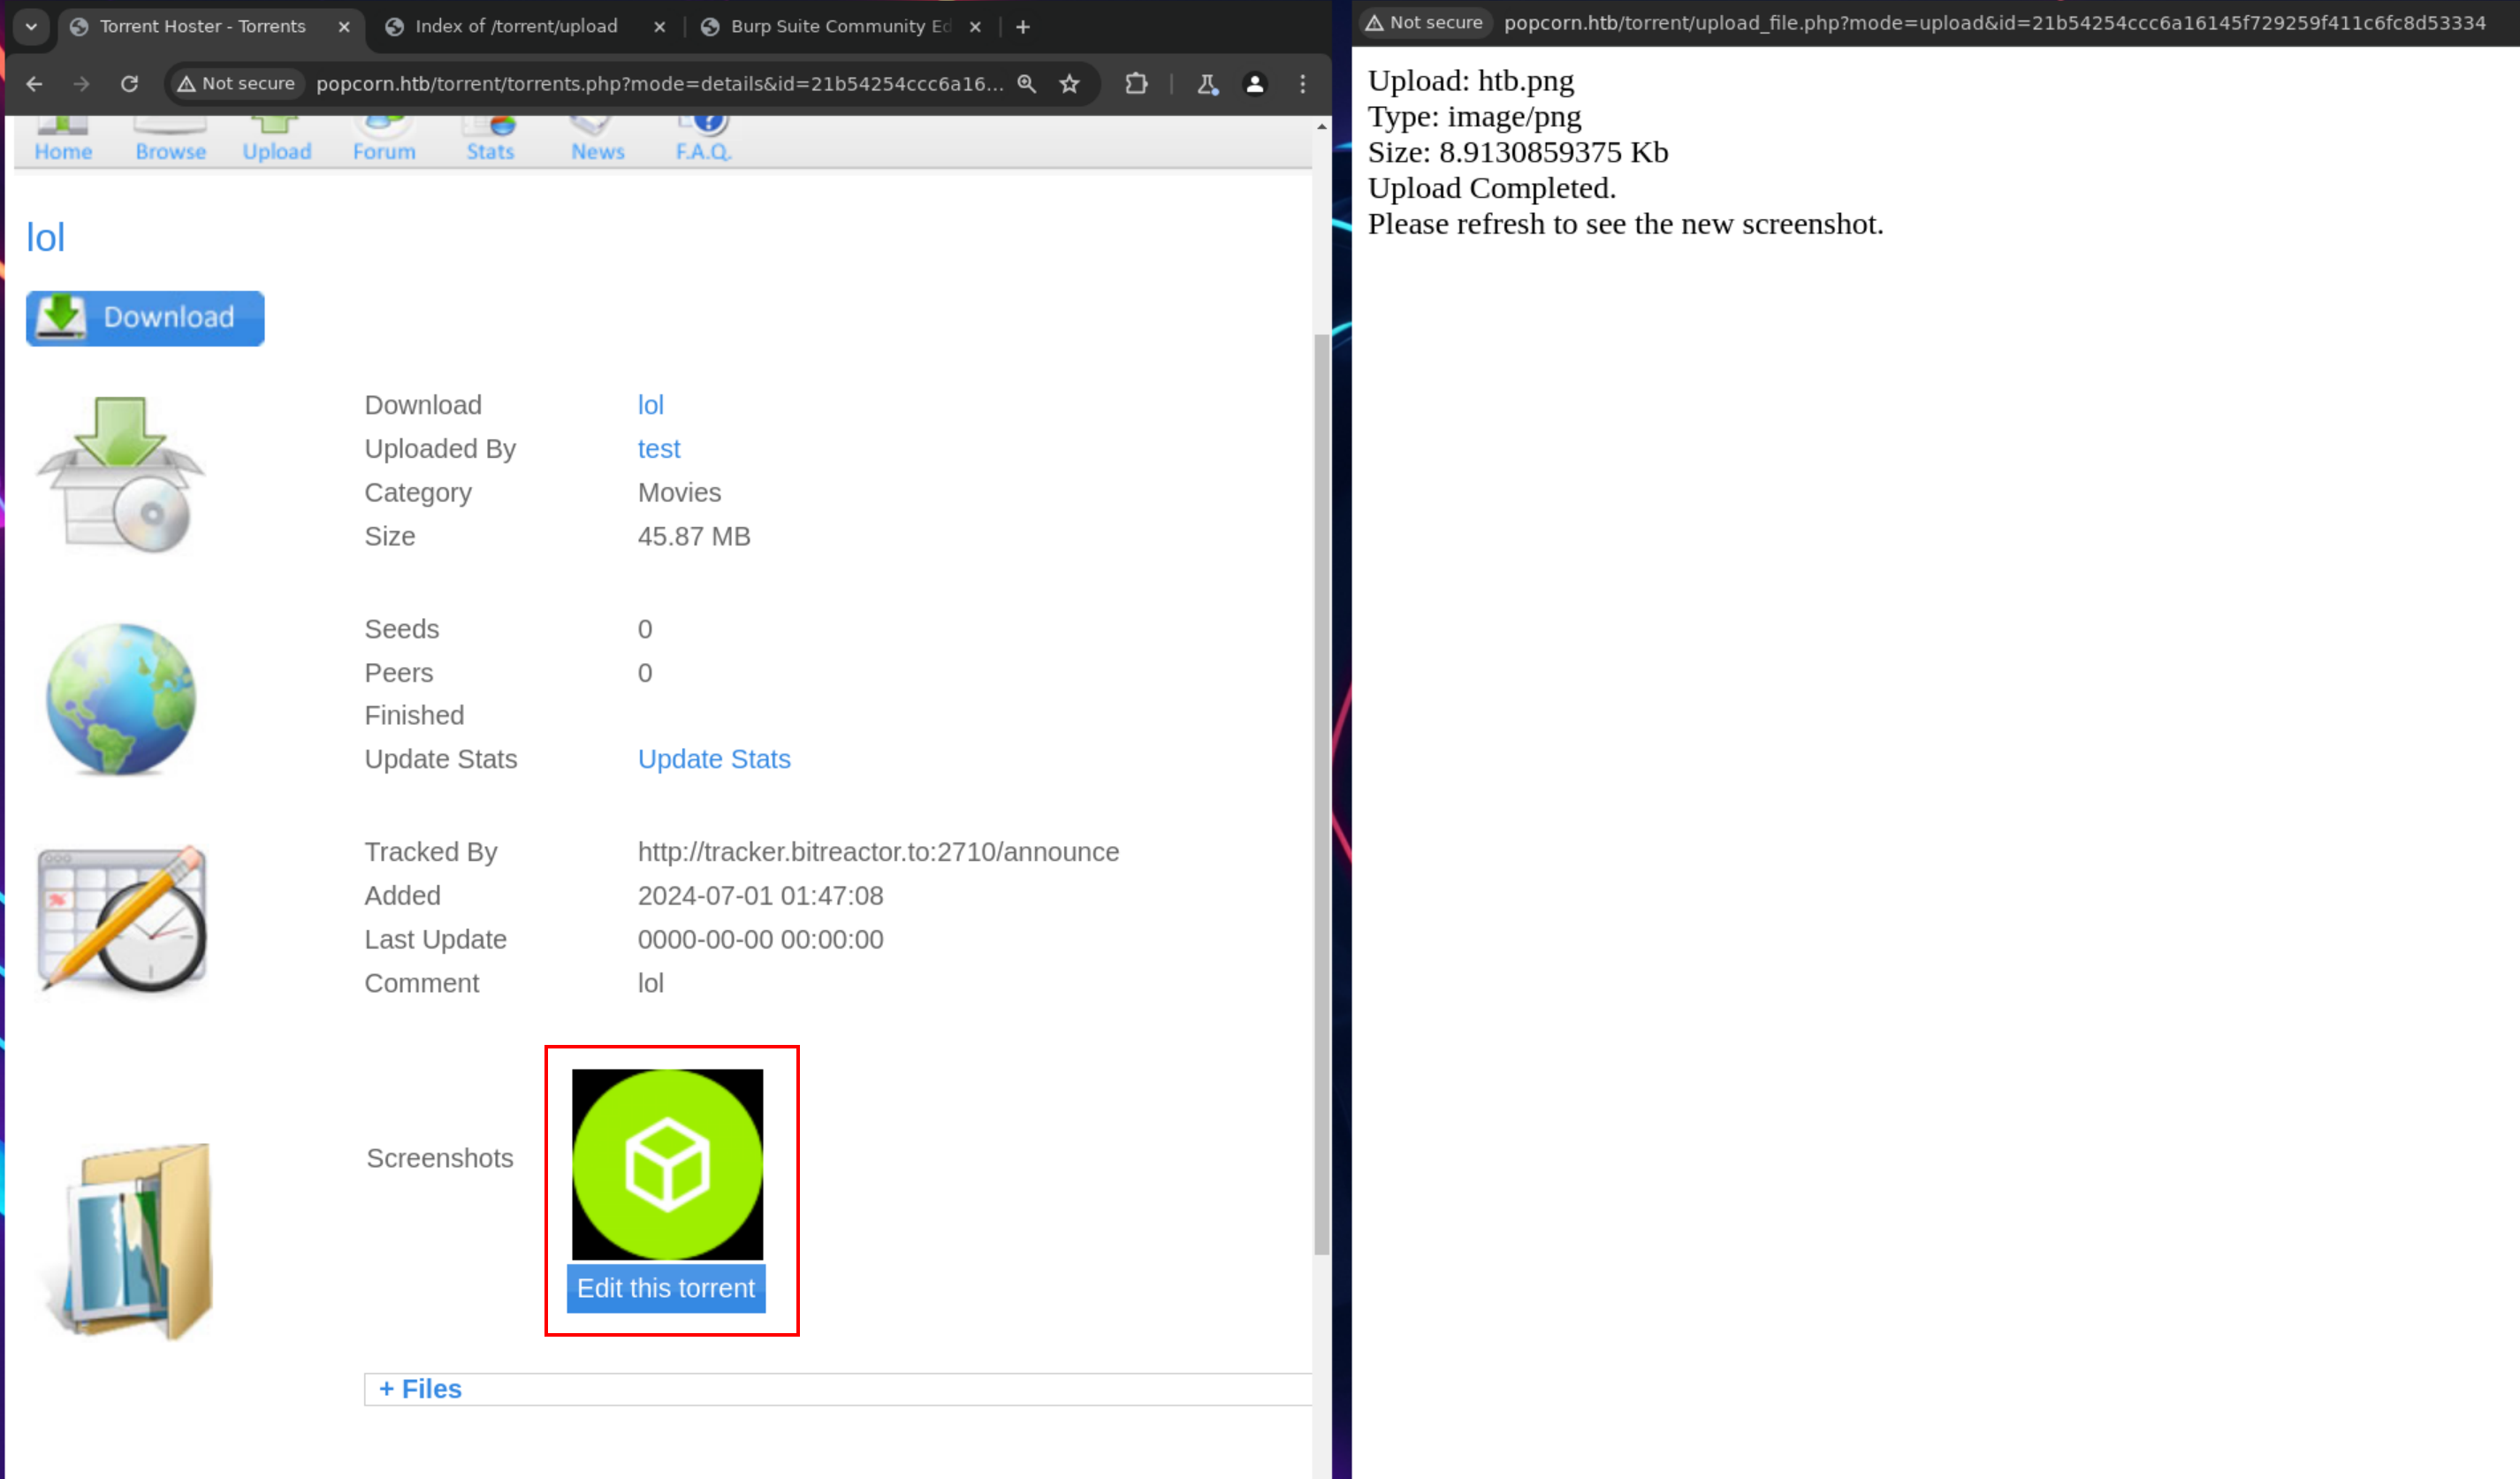 Torrent Hoster - Torrents
Index of /torrent/upload
Burp Suite Community Ed
Not secure popcorn.htb/torrent/torrents.php?mode=details&id=21b54254ccc6a16...
Home Browse Upload Forum Stats News F.A.Q.
lol
Download
Download lol
Uploaded By test
Category Movies
Size 45.87 MB
Seeds 0
Peers 0
Finished
Update Stats Update Stats
Tracked By http://tracker.bitreactor.to:2710/announce
Added 2024-07-01 01:47:08
Last Update 0000-00-00 00:00:00
Comment lol
Screenshots
Edit this torrent
+ Files
Not secure popcorn.htb/torrent/upload_file.php?mode=upload&id=21b54254ccc6a16145f729259f411c6fc8d53334
Upload: htb.png
Type: image/png
Size: 8.9130859375 Kb
Upload Completed.
Please refresh to see the new screenshot.